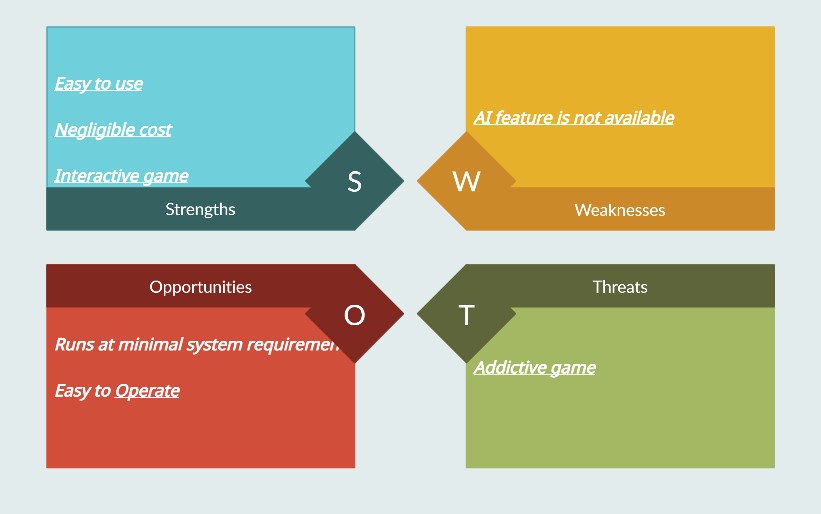 Easy to use
Negligible cost
Interactive game
S
Strengths
AI feature is not available
W
Weaknesses
Opportunities
O
Runs at minimal system requiremen
Easy to Operate
Threats
T
Addictive game